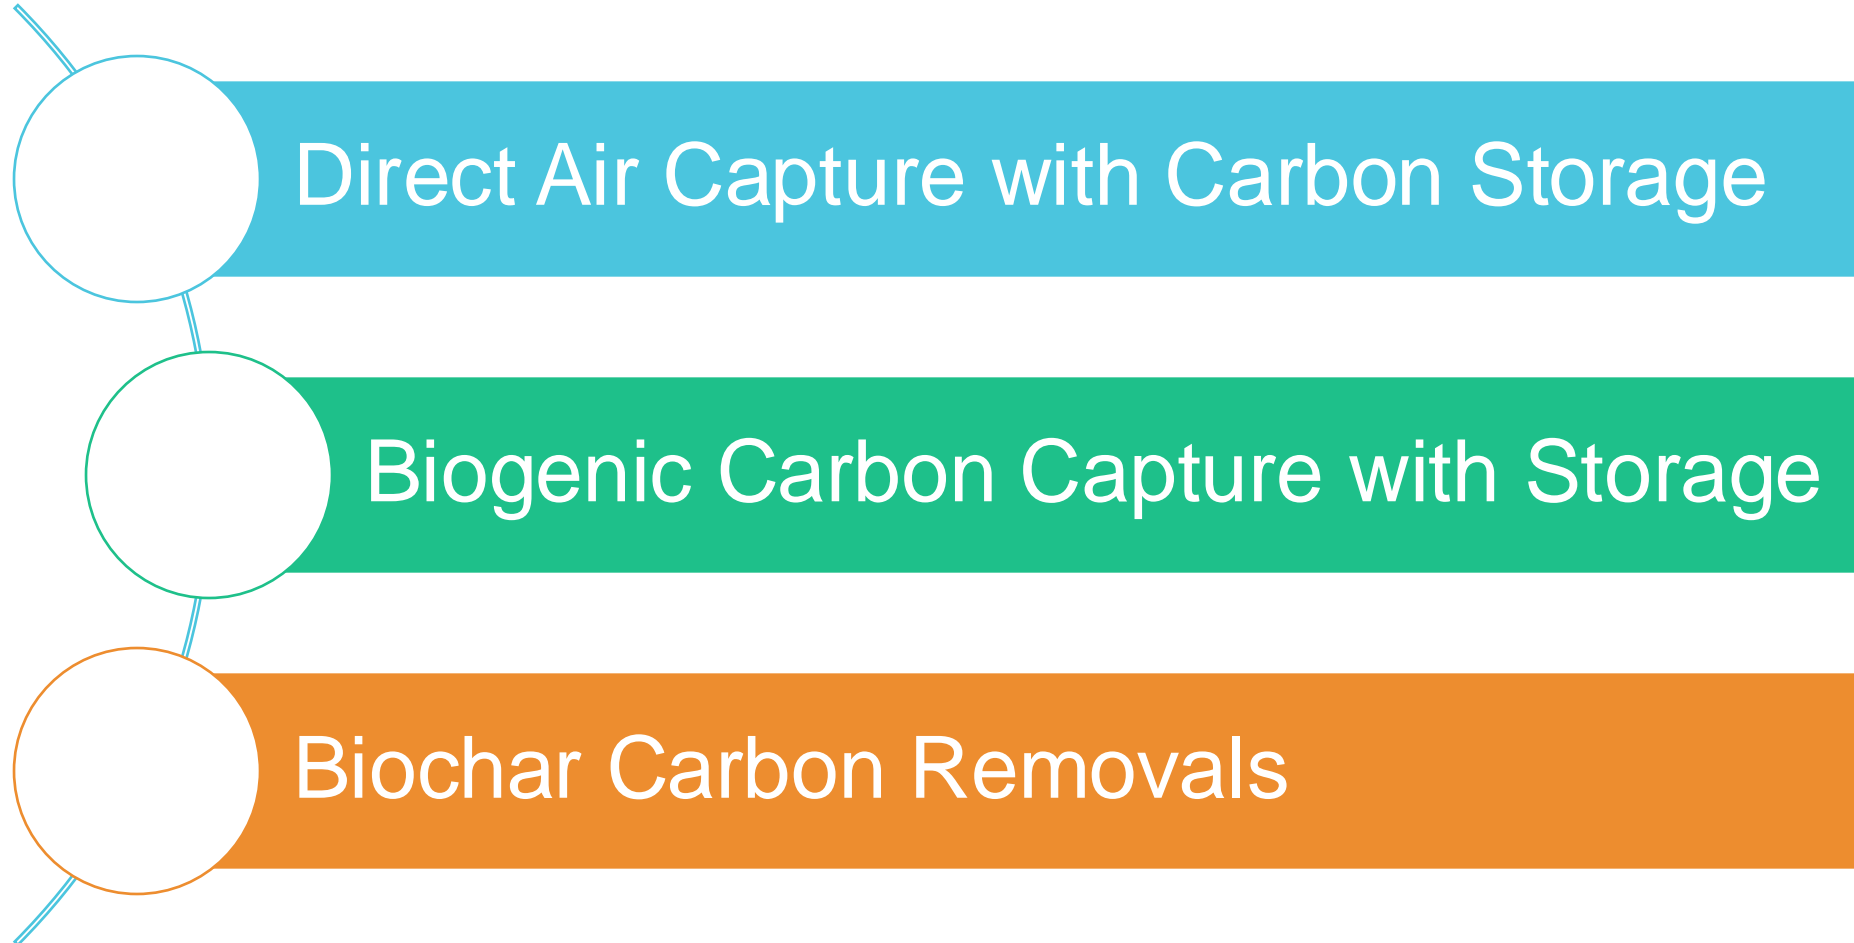 Direct Air Capture with Carbon Storage
Biogenic Carbon Capture with Storage
Biochar Carbon Removals